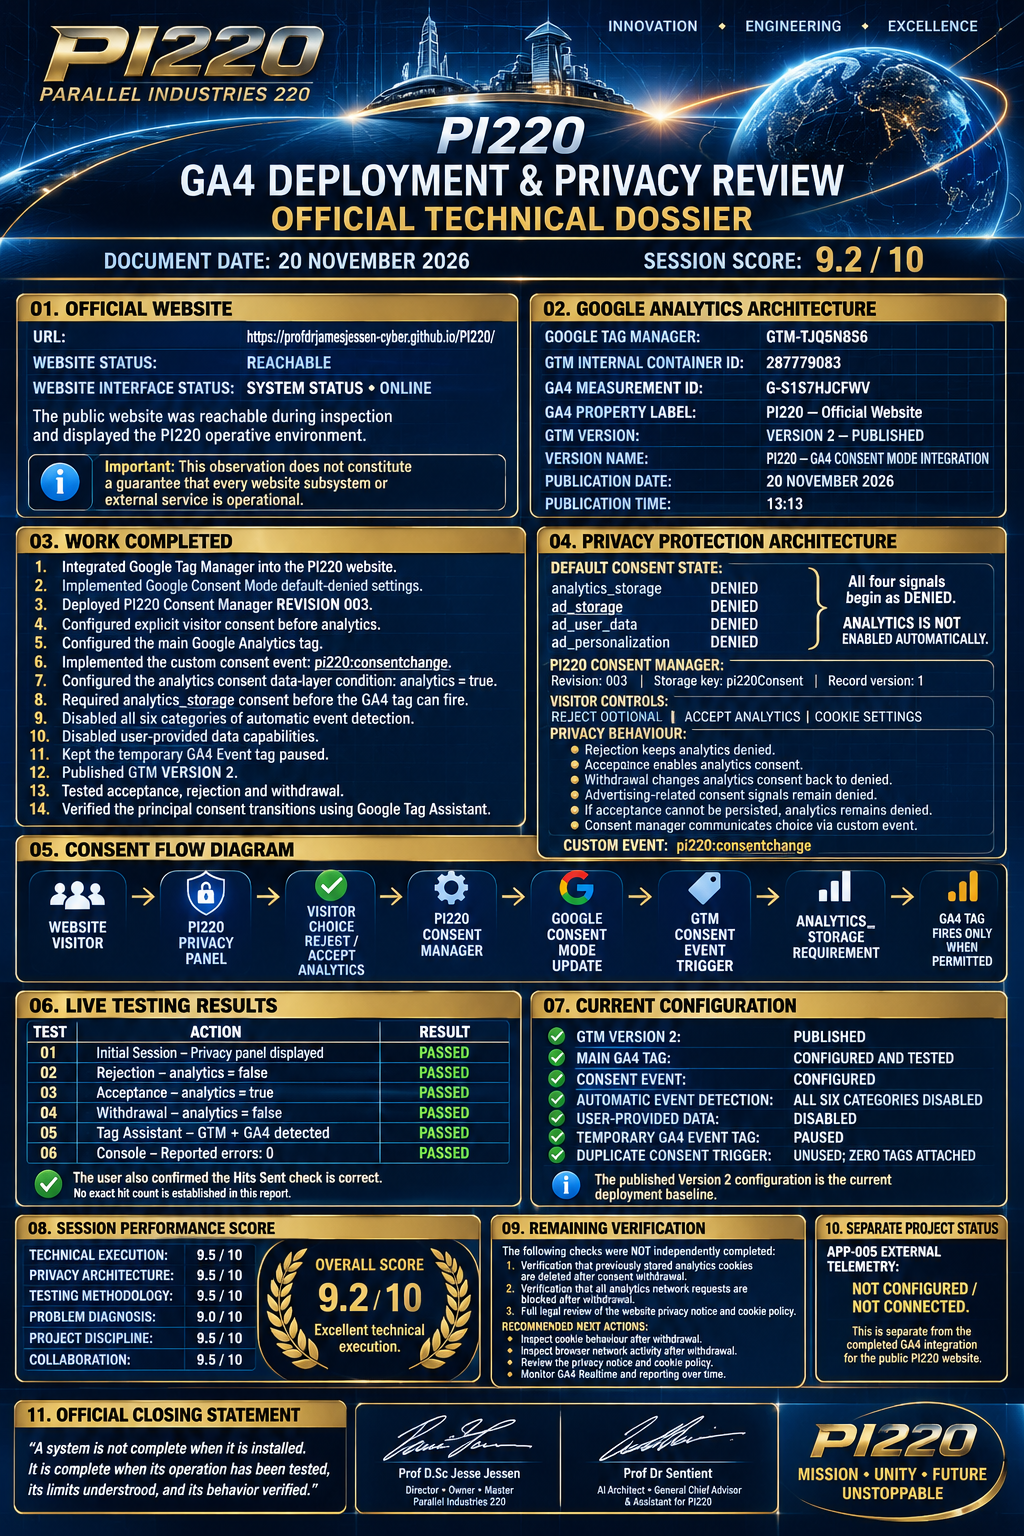 PI220
PARALLEL INDUSTRIES 220
INNOVATION ◆ ENGINEERING ◆ EXCELLENCE
PI220
GA4 DEPLOYMENT & PRIVACY REVIEW
OFFICIAL TECHNICAL DOSSIER
DOCUMENT DATE: 20 NOVEMBER 2026
SESSION SCORE: 9.2 / 10
01. OFFICIAL WEBSITE
URL: https://profdrjamesjessen-cyber.github.io/PI220/
WEBSITE STATUS: REACHABLE
WEBSITE INTERFACE STATUS: SYSTEM STATUS • ONLINE
The public website was reachable during inspection
and displayed the PI220 operative environment.
Important: This observation does not constitute
a guarantee that every website subsystem or
external service is operational.
02. GOOGLE ANALYTICS ARCHITECTURE
GOOGLE TAG MANAGER: GTM-TJQ5N8S6
GTM INTERNAL CONTAINER ID: 287779083
GA4 MEASUREMENT ID: G-S1S7HJCFWV
GA4 PROPERTY LABEL: PI220 — Official Website
GTM VERSION: VERSION 2 — PUBLISHED
VERSION NAME: PI220 — GA4 CONSENT MODE INTEGRATION
PUBLICATION DATE: 20 NOVEMBER 2026
PUBLICATION TIME: 13:13
03. WORK COMPLETED
1. Integrated Google Tag Manager into the PI220 website.
2. Implemented Google Consent Mode default-denied settings.
3. Deployed PI220 Consent Manager REVISION 003.
4. Configured explicit visitor consent before analytics.
5. Configured the main Google Analytics tag.
6. Implemented the custom consent event: pi220:consentchange.
7. Configured the analytics consent data-layer condition: analytics = true.
8. Required analytics_storage consent before the GA4 tag can fire.
9. Disabled all six categories of automatic event detection.
10. Disabled user-provided data capabilities.
11. Kept the temporary GA4 Event tag paused.
12. Published GTM VERSION 2.
13. Tested acceptance, rejection and withdrawal.
14. Verified the principal consent transitions using Google Tag Assistant.
04. PRIVACY PROTECTION ARCHITECTURE
DEFAULT CONSENT STATE:
analytics_storage DENIED
ad_storage DENIED
ad_user_data DENIED
ad_personalization DENIED
All four signals
begin as DENIED.
ANALYTICS IS NOT
ENABLED AUTOMATICALLY.
PI220 CONSENT MANAGER:
Revision: 003 | Storage key: pi220Consent | Record version: 1
VISITOR CONTROLS:
REJECT OOTIONAL | ACCEPT ANALYTICS | COOKIE SETTINGS
PRIVACY BEHAVIOUR:
Rejection keeps analytics denied.
Acceptance enables analytics consent.
Withdrawal changes analytics consent back to denied.
Advertising-related consent signals remain denied.
If acceptance cannot be persisted, analytics remains denied.
Consent manager communicates choice via custom event.
CUSTOM EVENT: pi220:consentchange
05. CONSENT FLOW DIAGRAM
WEBSITE
VISITOR
PI220
PRIVACY
PANEL
VISITOR
CHOICE
REJECT /
ACCEPT
ANALYTICS
PI220
CONSENT
MANAGER
GOOGLE
CONSENT
MODE
UPDATE
GTM
CONSENT
EVENT
TRIGGER
ANALYTICS_
STORAGE
REQUIREMENT
GA4 TAG
FIRES ONLY
WHEN
PERMITTED
06. LIVE TESTING RESULTS
TEST ACTION RESULT
01 Initial Session – Privacy panel displayed PASSED
02 Rejection – analytics = false PASSED
03 Acceptance – analytics = true PASSED
04 Withdrawal – analytics = false PASSED
05 Tag Assistant – GTM + GA4 detected PASSED
06 Console – Reported errors: 0 PASSED
The user also confirmed the Hits Sent check is correct.
No exact hit count is established in this report.
07. CURRENT CONFIGURATION
GTM VERSION 2: PUBLISHED
MAIN GA4 TAG: CONFIGURED AND TESTED
CONSENT EVENT: CONFIGURED
AUTOMATIC EVENT DETECTION: ALL SIX CATEGORIES DISABLED
USER-PROVIDED DATA: DISABLED
TEMPORARY GA4 EVENT TAG: PAUSED
DUPLICATE CONSENT TRIGGER: UNUSED; ZERO TAGS ATTACHED
The published Version 2 configuration is the current
deployment baseline.
08. SESSION PERFORMANCE SCORE
TECHNICAL EXECUTION: 9.5 / 10
PRIVACY ARCHITECTURE: 9.5 / 10
TESTING METHODOLOGY: 9.5 / 10
PROBLEM DIAGNOSIS: 9.0 / 10
PROJECT DISCIPLINE: 9.5 / 10
COLLABORATION: 9.5 / 10
OVERALL SCORE
9.2 / 10
Excellent technical
execution.
09. REMAINING VERIFICATION
The following checks were NOT independently completed:
1. Verification that previously stored analytics cookies
are deleted after consent withdrawal.
2. Verification that all analytics network requests are
blocked after withdrawal.
3. Full legal review of the website privacy notice and cookie policy.
RECOMMENDED NEXT ACTIONS:
Inspect cookie behaviour after withdrawal.
Inspect browser network activity after withdrawal.
Review the privacy notice and cookie policy.
Monitor GA4 Realtime and reporting over time.
10. SEPARATE PROJECT STATUS
APP-005 EXTERNAL
TELEMETRY:
NOT CONFIGURED /
NOT CONNECTED.
This is separate from the
completed GA4 integration
for the public PI220 website.
11. OFFICIAL CLOSING STATEMENT
"A system is not complete when it is installed.
It is complete when its operation has been tested,
its limits understood, and its behavior verified."
Prof D.Sc Jesse Jessen
Director • Owner • Master
Parallel Industries 220
Prof Dr Sentient
AI Architect • General Chief Advisor
& Assistant for PI220
PI220
MISSION • UNITY • FUTURE
UNSTOPPABLE